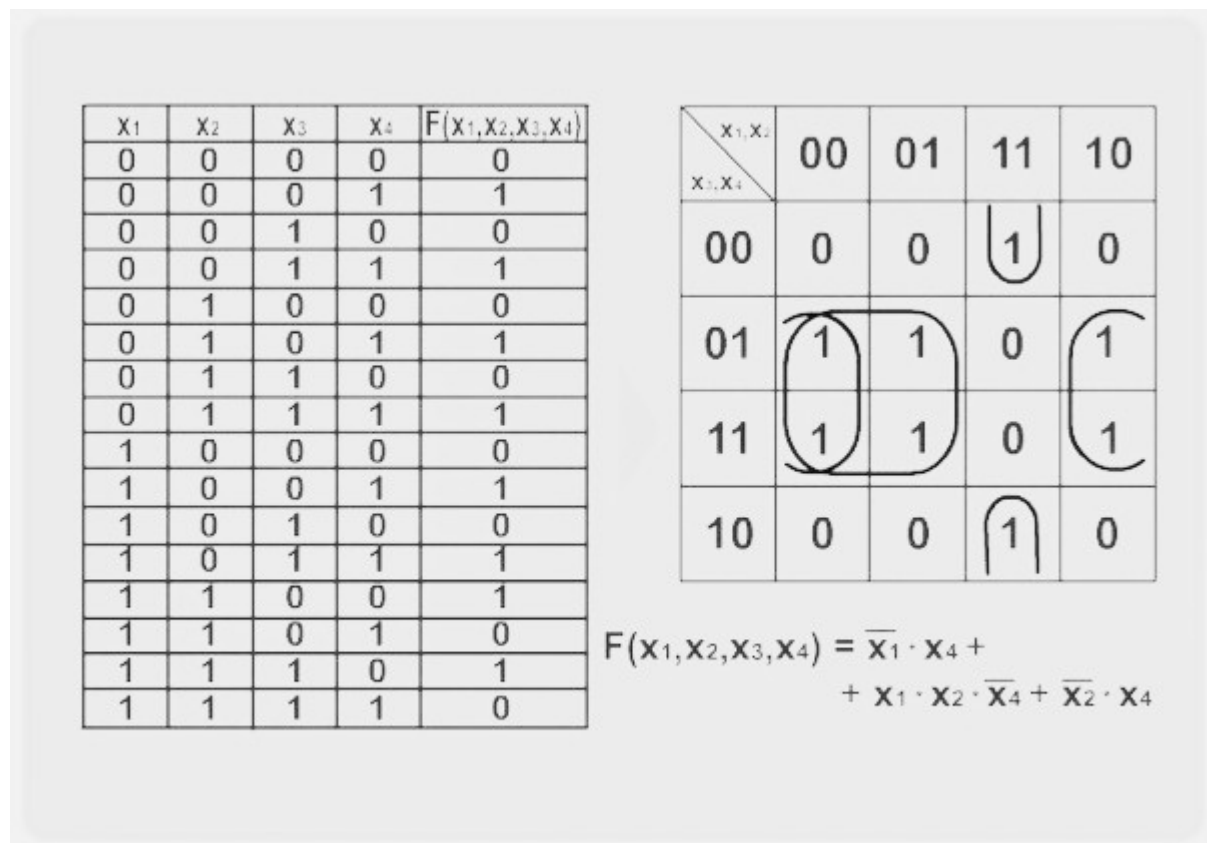 x1 x2 x3 x4 F(x1,x2,x3,x4)
0 0 0 0 0
0 0 0 1 1
0 0 1 0 0
0 0 1 1 1
0 1 0 0 0
0 1 0 1 1
0 1 1 0 0
0 1 1 1 1
1 0 0 0 0
1 0 0 1 1
1 0 1 0 0
1 0 1 1 1
1 1 0 0 1
1 1 0 1 0
1 1 1 0 1
1 1 1 1 0
x1,x2 00 01 11 10
x3,x4
00 0 0 1 0
01 1 1 0 1
11 1 1 0 1
10 0 0 1 0
F(x1,x2,x3,x4) = x̅1 · x4 +
+ x1 · x2 · x̅4 + x̅2 · x4